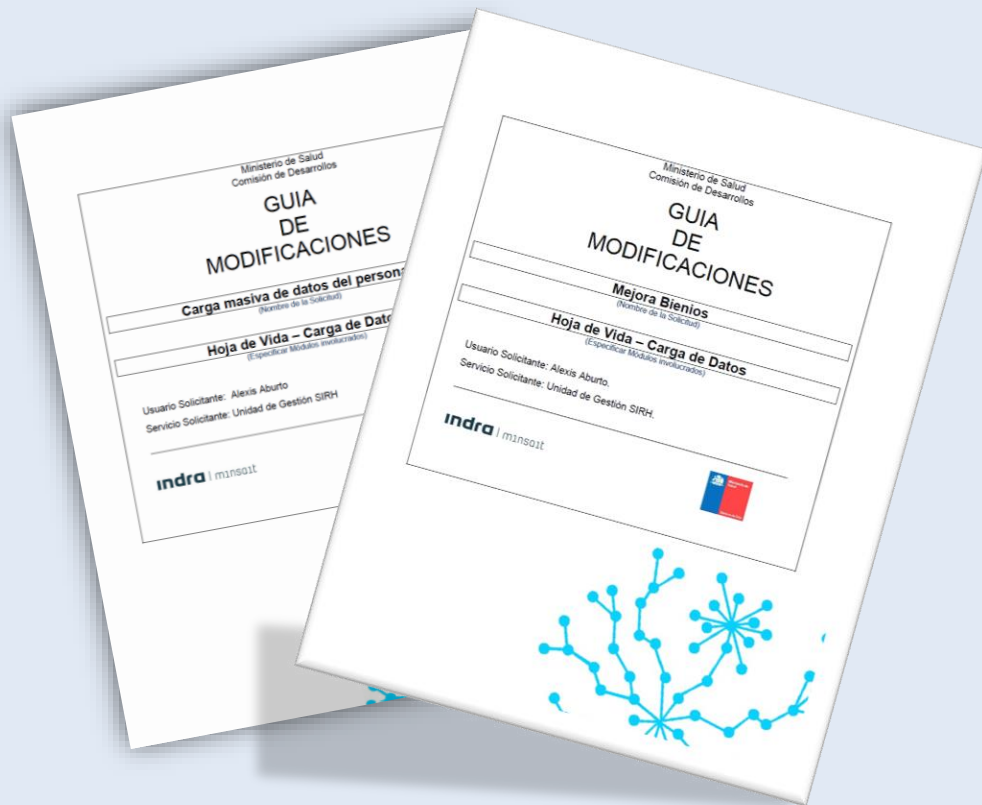 Ministerio de Salud
Comisión de Desarrollos
GUIA
DE
MODIFICACIONES
Carga masiva de datos del persona
(Nombre de la Solicitud)
Hoja de Vida – Carga de Dato
(Especificar Módulos involucrados)
Usuario Solicitante: Alexis Aburto
Servicio Solicitante: Unidad de Gestión SIRH
indra | minsait
Ministerio de Salud
Comisión de Desarrollos
GUIA
DE
MODIFICACIONES
Mejora Bienios
(Nombre de la Solicitud)
Hoja de Vida – Carga de Datos
(Especificar Módulos involucrados)
Usuario Solicitante: Alexis Aburto.
Servicio Solicitante: Unidad de Gestión SIRH.
indra | minsait